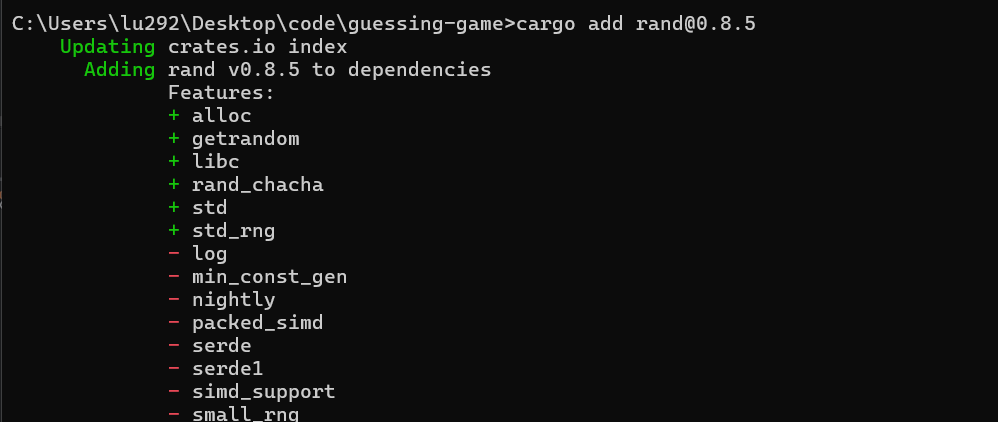 C:\Users\lu292\Desktop\code\guessing-game>cargo add rand@0.8.5
Updating crates.io index
Adding rand v0.8.5 to dependencies
Features:
+ alloc
+ getrandom
+ libc
+ rand_chacha
+ std
+ std_rng
- log
- min_const_gen
- nightly
- packed_simd
- serde
- serde1
- simd_support
- small_rng